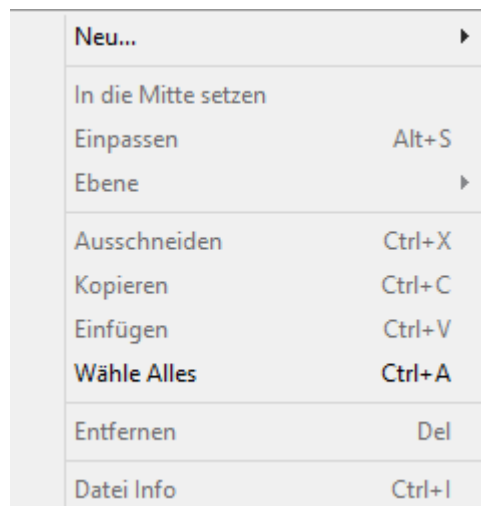 Neu...
In die Mitte setzen
Einpassen Alt+S
Ebene
Ausschneiden Ctrl+X
Kopieren Ctrl+C
Einfügen Ctrl+V
Wähle Alles Ctrl+A
Entfernen Del
Datei Info Ctrl+I